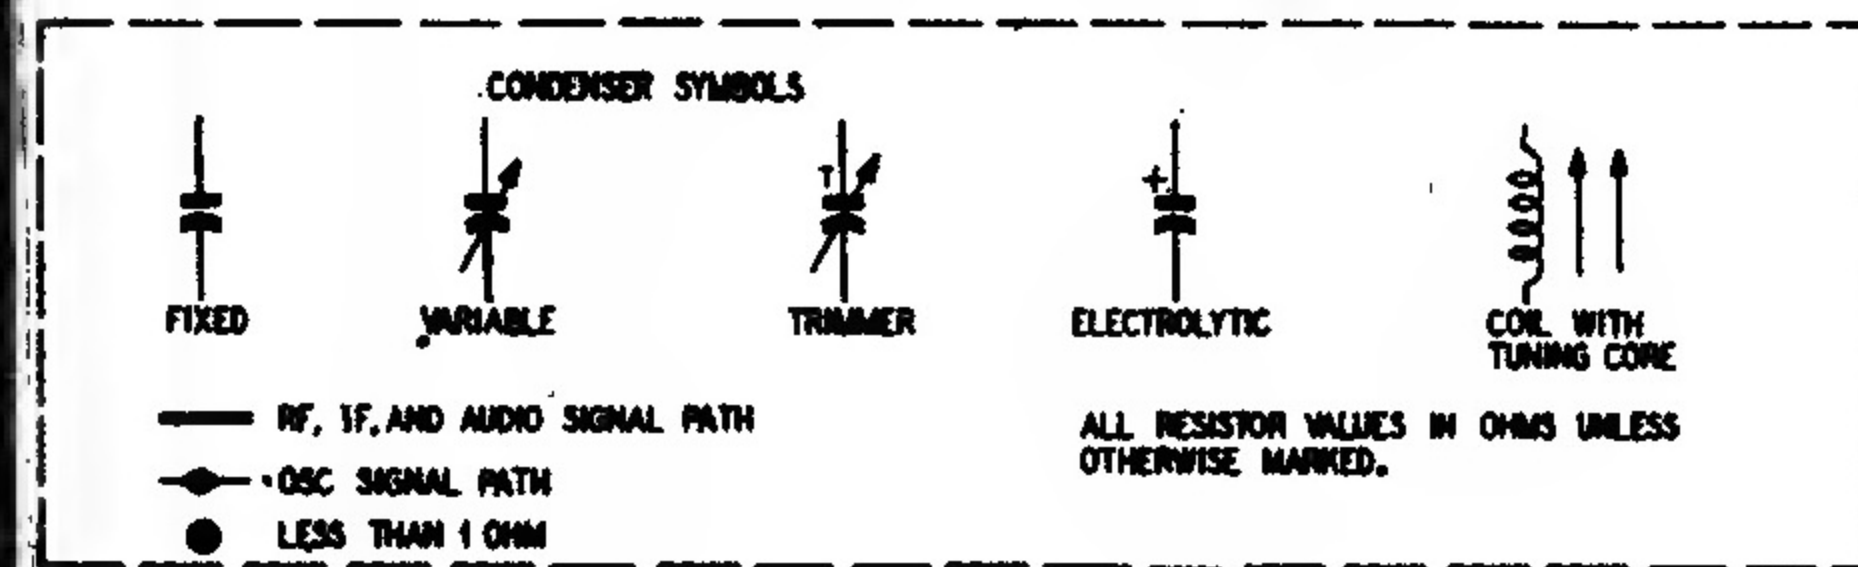 CONDENSER SYMBOLS
T
+
FIXED
VARIABLE
TRIMMER
ELECTROLYTIC
COIL WITH
TUNING CORE
RF, IF, AND AUDIO SIGNAL PATH
OSC SIGNAL PATH
LESS THAN 1 OHM
ALL RESISTOR VALUES IN OHMS UNLESS
OTHERWISE MARKED.